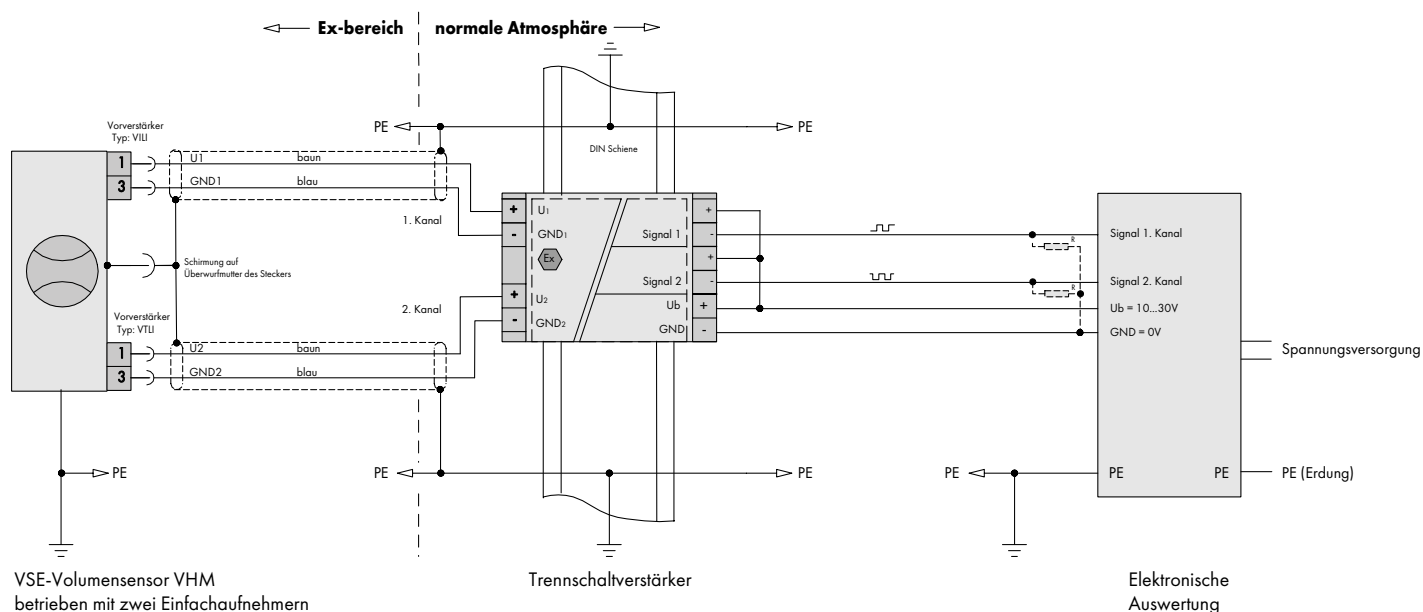 Ex-bereich normale Atmosphäre
PE PE
Vorverstärker
Typ: VILI
DIN Schiene
1 U1 baun
3 GND1 blau
1. Kanal
+ U1 +
- GND1 Signal 1 -
Ex +
Signal 2 -
+ U2 Ub +
- GND2 GND -
R
Signal 1. Kanal
R
Signal 2. Kanal
Ub = 10...30V
GND = 0V
Spannungsversorgung
Schirmung auf
Überwurfmutter des Steckers
2. Kanal
Vorverstärker
Typ: VTLI
1 U2 baun
3 GND2 blau
PE PE PE PE PE PE PE (Erdung)
VSE-Volumensensor VHM
betrieben mit zwei Einfachaufnehmern
Trennschaltverstärker
Elektronische
Auswertung